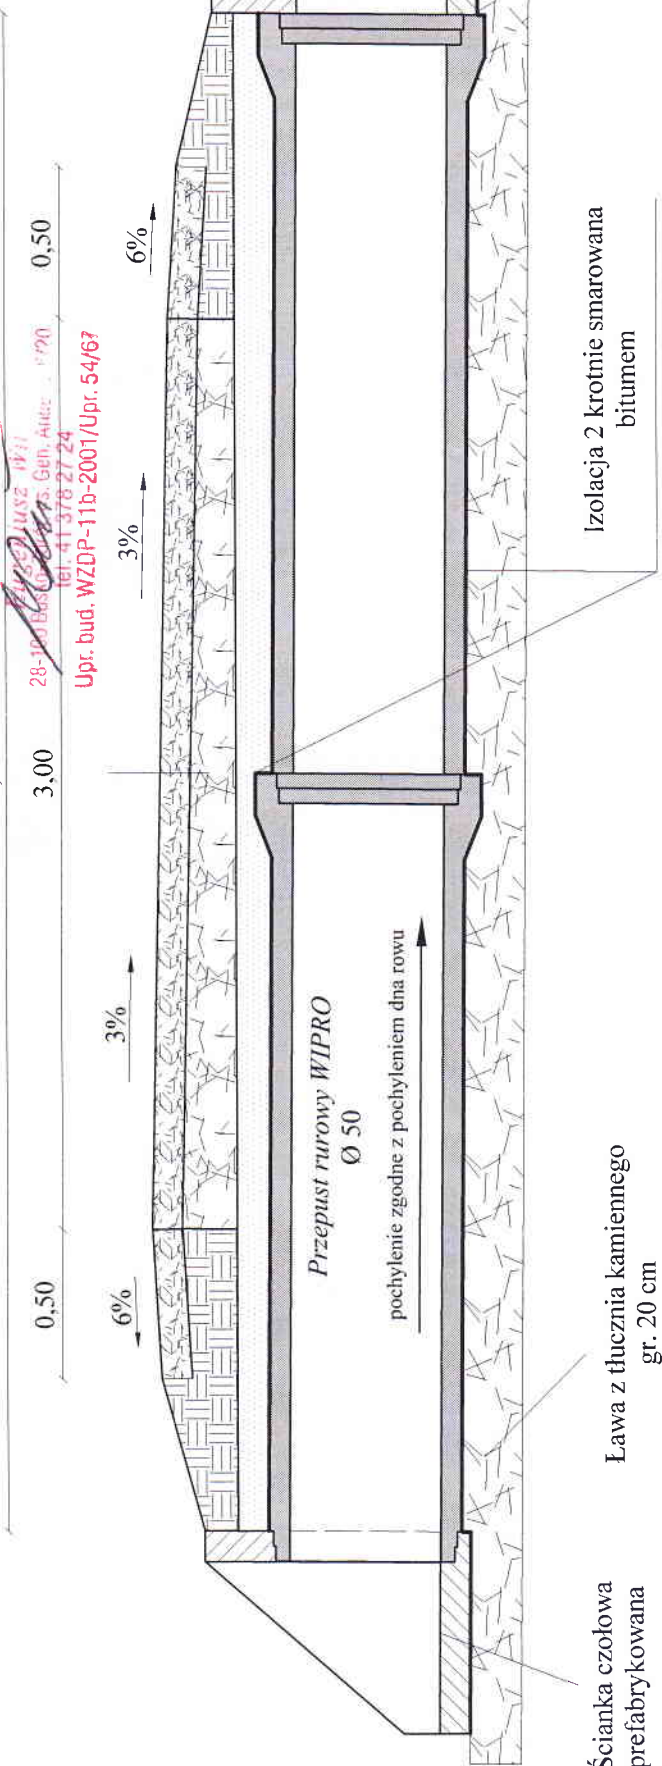 0,50
3,00
0,50
28-100
tel. 41 378 27 24
Upr. bud. WZDP-11b-2001/Upr. 54/67
6%
3%
3%
6%
Przepust rurowy WIPRO
Ø 50
pochylenie zgodne z pochyleniem dna rowu
Ścianka czołowa
prefabrykowana
Ława z tłucznia kamiennego
gr. 20 cm
Izolacja 2 krotnie smarowana
bitumem